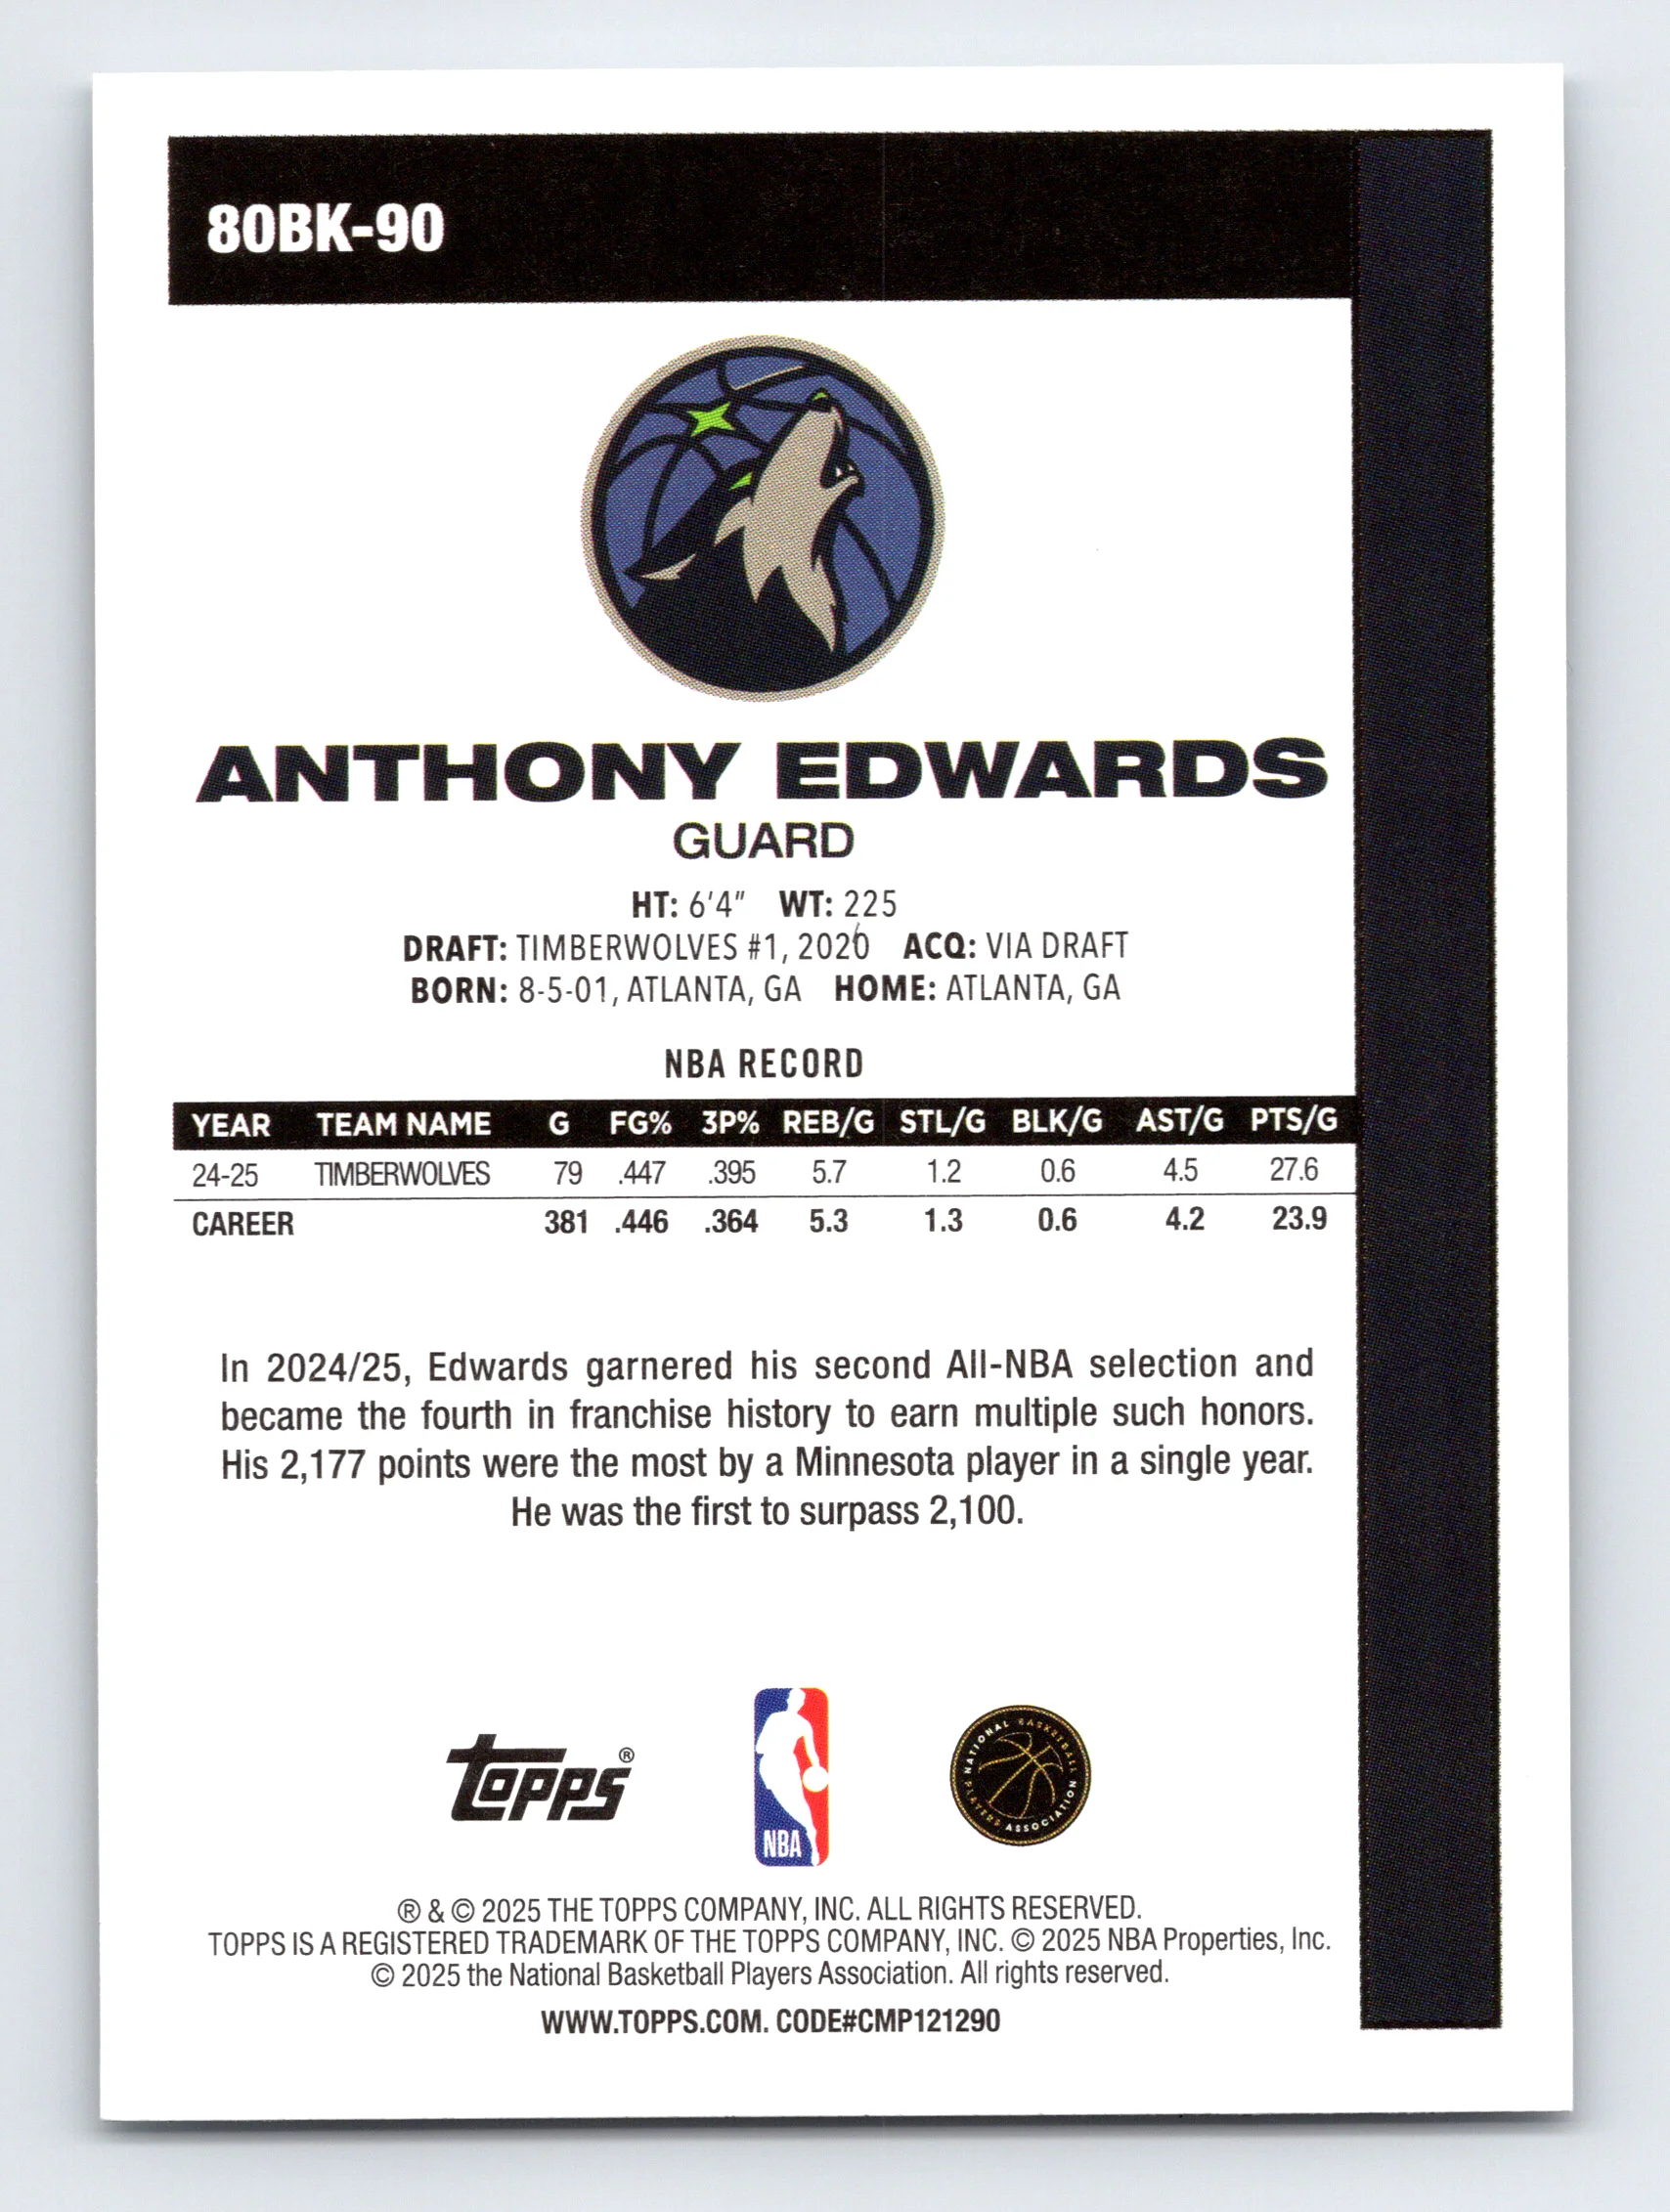 80BK-90
ANTHONY EDWARDS
GUARD
HT: 6'4" WT: 225
DRAFT: TIMBERWOLVES #1, 2020 ACQ: VIA DRAFT
BORN: 8-5-01, ATLANTA, GA HOME: ATLANTA, GA
NBA RECORD
YEAR TEAM NAME G FG% 3P% REB/G STL/G BLK/G AST/G PTS/G
24-25 TIMBERWOLVES 79 .447 .395 5.7 1.2 0.6 4.5 27.6
CAREER 381 .446 .364 5.3 1.3 0.6 4.2 23.9
In 2024/25, Edwards garnered his second All-NBA selection and
became the fourth in franchise history to earn multiple such honors.
His 2,177 points were the most by a Minnesota player in a single year.
He was the first to surpass 2,100.
Topps®
NBA
NATIONAL BASKETBALL PLAYERS ASSOCIATION
® & © 2025 THE TOPPS COMPANY, INC. ALL RIGHTS RESERVED.
TOPPS IS A REGISTERED TRADEMARK OF THE TOPPS COMPANY, INC. © 2025 NBA Properties, Inc.
© 2025 the National Basketball Players Association. All rights reserved.
WWW.TOPPS.COM. CODE#CMP121290